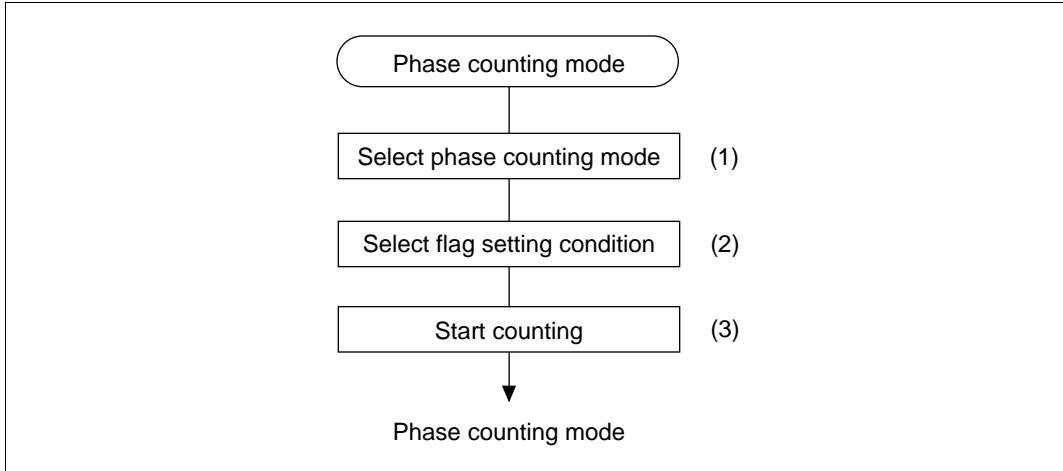 Phase counting mode
Select phase counting mode (1)
Select flag setting condition (2)
Start counting (3)
Phase counting mode